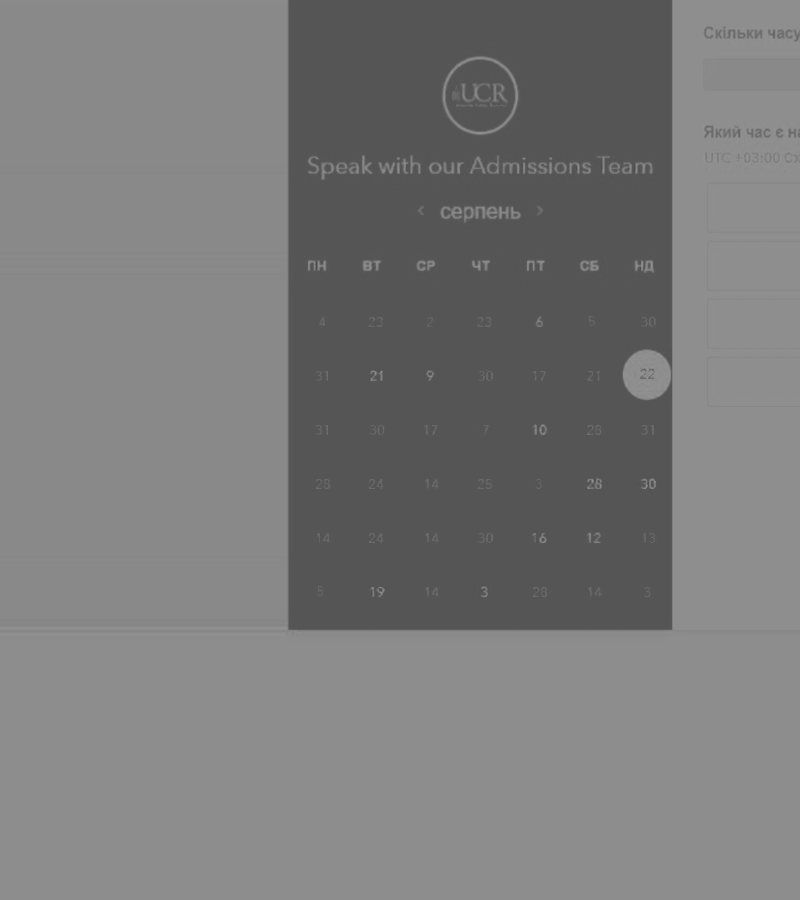 UCR
Speak with our Admissions Team
‹ серпень ›
ПН ВТ СР ЧТ ПТ СБ НД
4 23 2 23 6 5 30
31 21 9 30 17 21 22
31 30 17 7 10 28 31
28 24 14 25 3 28 30
14 24 14 30 16 12 13
5 19 14 3 28 14 3
Скільки часу
Який час є
UTC +03:00